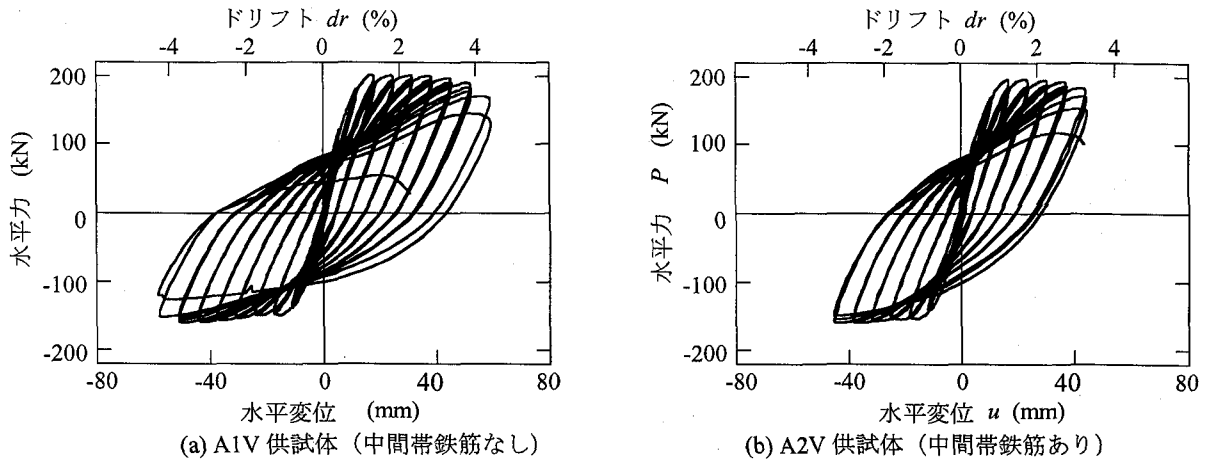 ドリフト dr (%)
-4 -2 0 2 4
水平力 (kN)
200
100
0
-100
-200
-80 -40 0 40 80
水平変位 (mm)
(a) A1V 供試体（中間帯鉄筋なし）
ドリフト dr (%)
-4 -2 0 2 4
水平力 P (kN)
200
100
0
-100
-200
-80 -40 0 40 80
水平変位 u (mm)
(b) A2V 供試体（中間帯鉄筋あり）